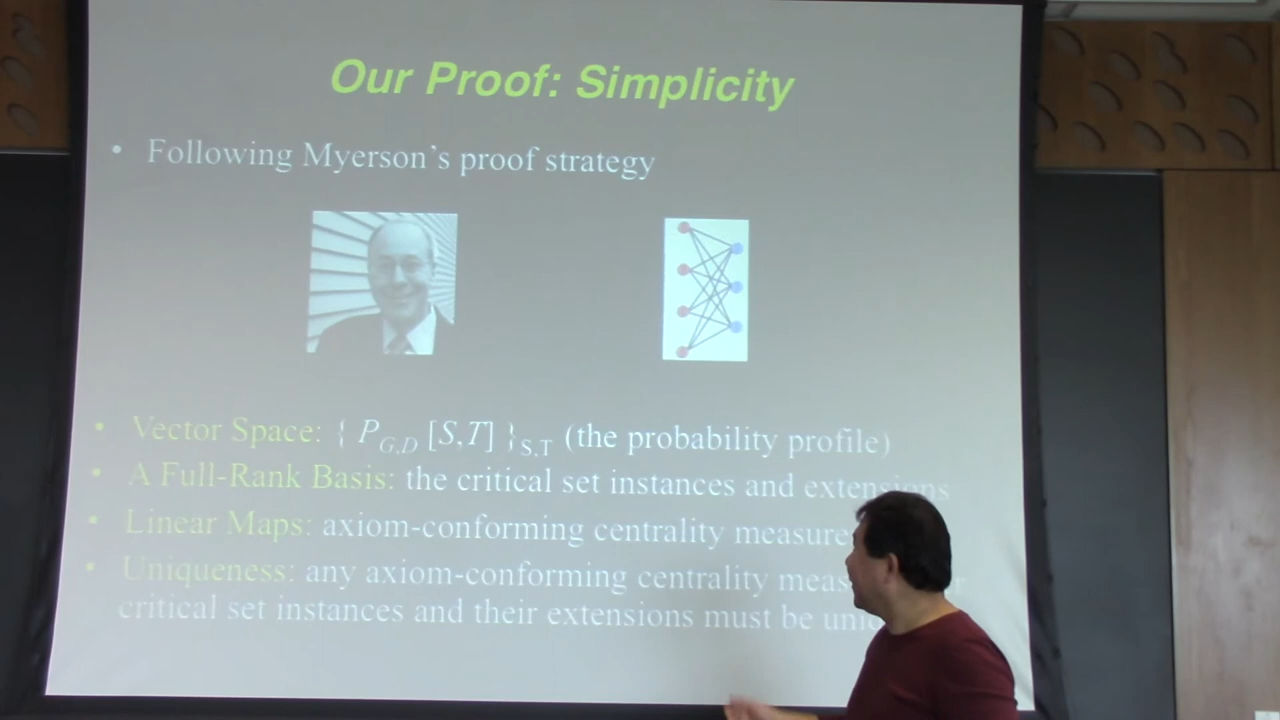 Our Proof: Simplicity
• Following Myerson's proof strategy
• Vector Space: { P_{G,D} [S,T] }_{S,T} (the probability profile)
• A Full-Rank Basis: the critical set instances and extensions
• Linear Maps: axiom-conforming centrality measure
• Uniqueness: any axiom-conforming centrality
critical set instances and their extensions must be